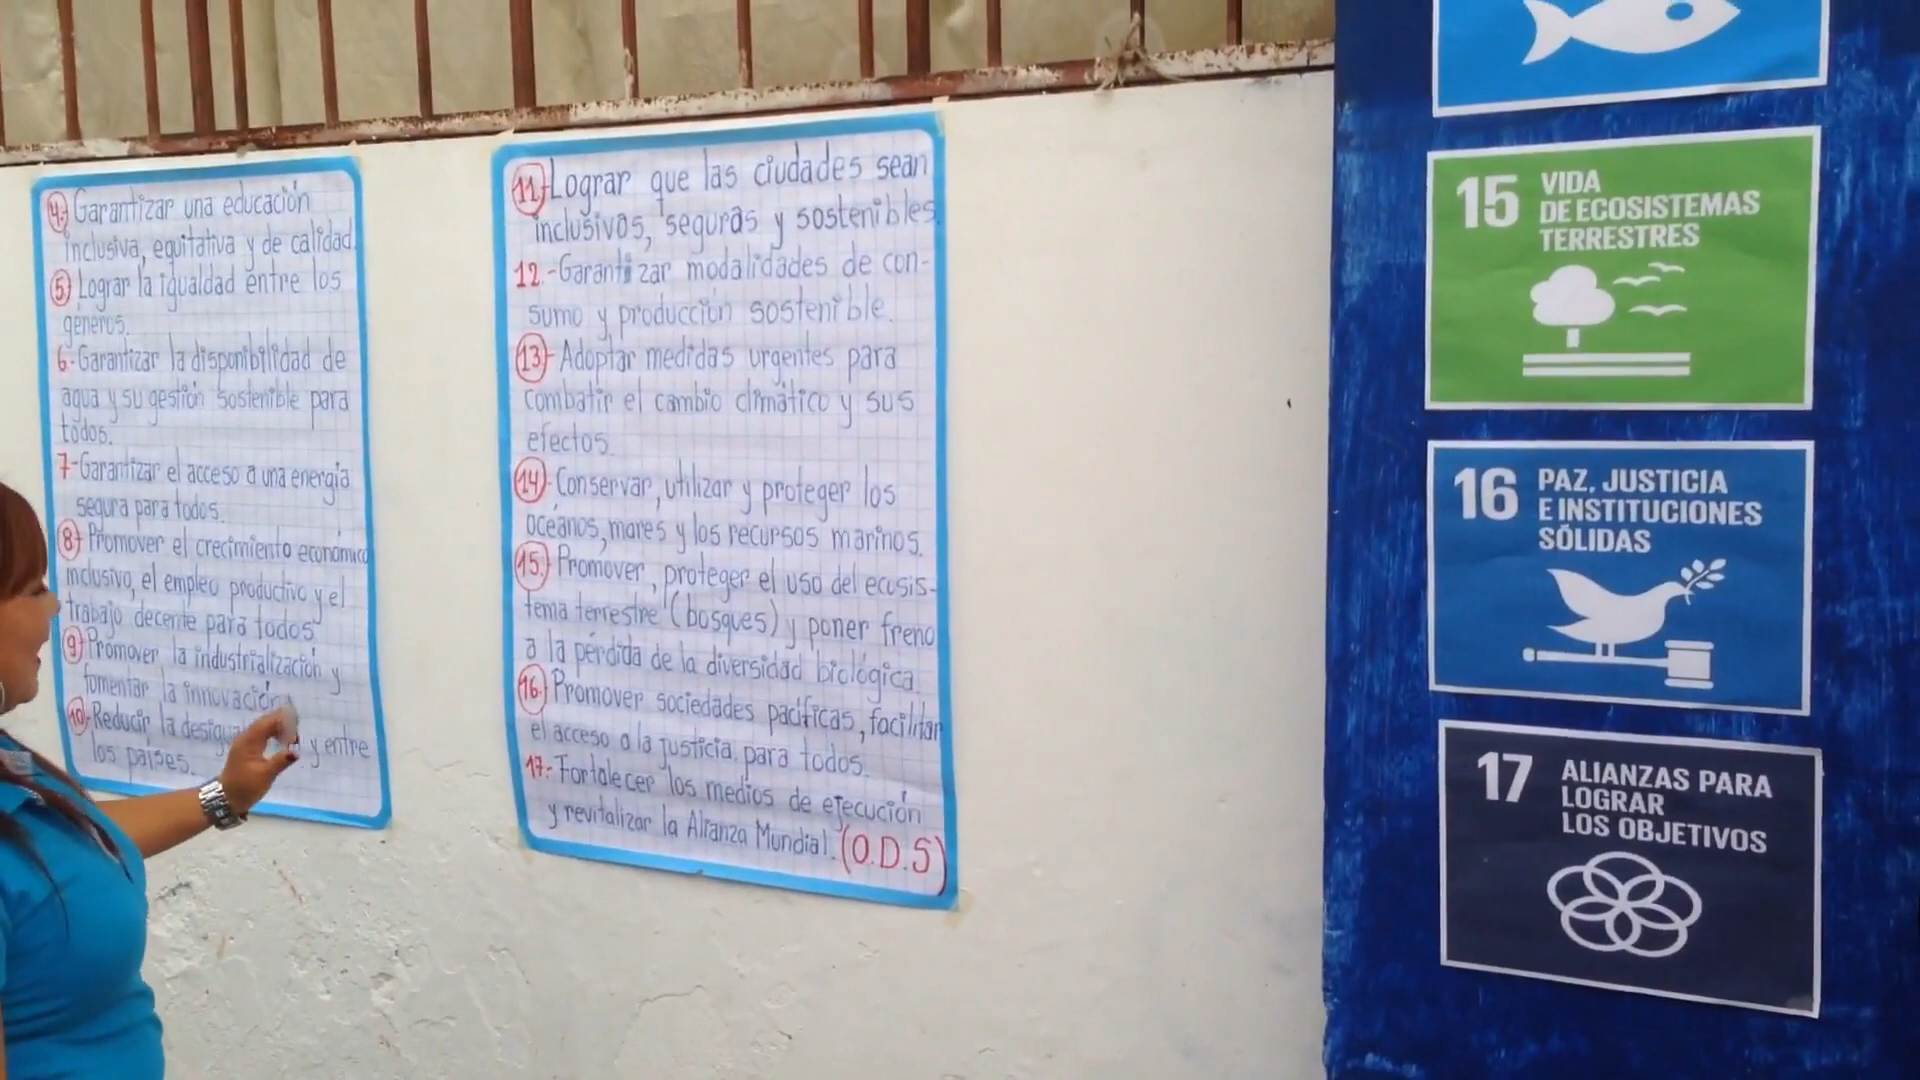 4.- Garantizar una educación
inclusiva, equitativa y de calidad.
5 Lograr la igualdad entre los
géneros.
6.- Garantizar la disponibilidad de
agua y su gestión sostenible para
todos.
7- Garantizar el acceso a una energía
segura para todos.
8- Promover el crecimiento económico
inclusivo, el empleo productivo y el
trabajo decente para todos
9- Promover la industrialización y
fomentar la innovación
10- Reducir la y entre
los países.
11- Lograr que las ciudades sean
inclusivos, seguras y sostenibles.
12.- Garantizar modalidades de con-
sumo y producción sostenible.
13- Adoptar medidas urgentes para
combatir el cambio climático y sus
efectos.
14- Conservar, utilizar y proteger los
océanos, mares y los recursos marinos.
15.- Promover, proteger el uso del ecosis-
tema terrestre (bosques) y poner freno
a la pérdida de la diversidad biológica.
16.- Promover sociedades pacíficas, facilitar
el acceso a la justicia para todos.
17.- Fortalecer los medios de ejecución
y revitalizar la Alianza Mundial. (O.D.S)
15 VIDA
DE ECOSISTEMAS
TERRESTRES
16 PAZ, JUSTICIA
E INSTITUCIONES
SÓLIDAS
17 ALIANZAS PARA
LOGRAR
LOS OBJETIVOS